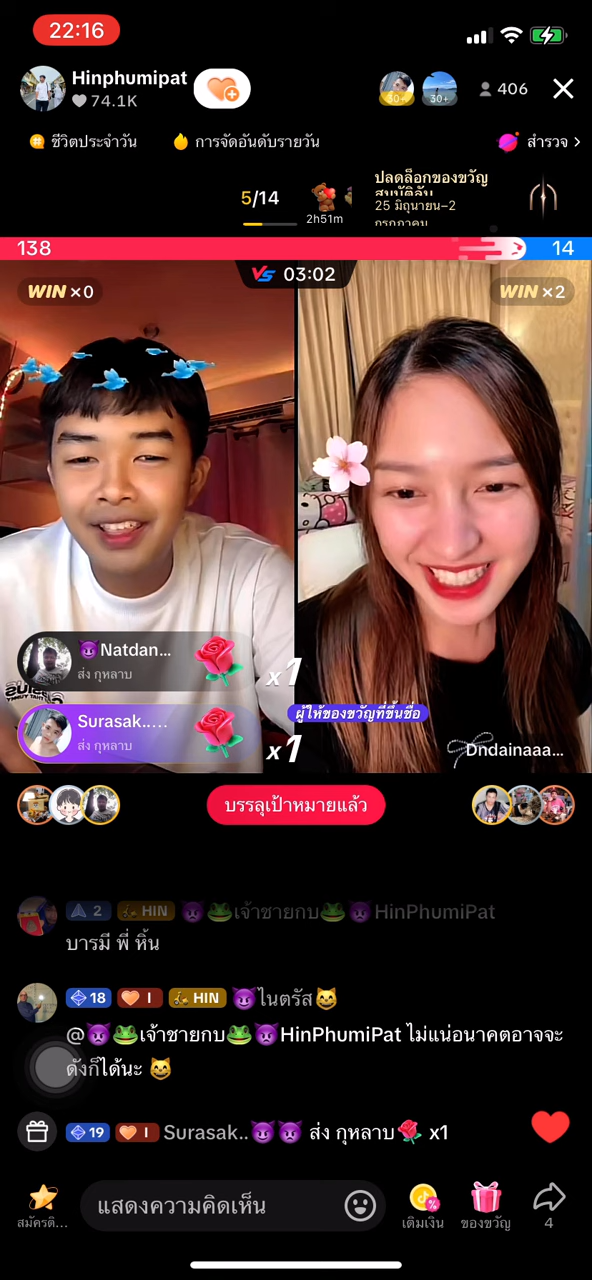 22:16
Hinphumipat
74.1K
30+
30+
406
ชีวิตประจำวัน
การจัดอันดับรายวัน
สำรวจ
5/14
2h51m
ปลดล็อกของขวัญ
25 มิถุนายน–2
กรกฎาคม
138
14
VS 03:02
WIN ×0
WIN ×2
Natdan...
ส่ง กุหลาบ
x1
Surasak.....
ส่ง กุหลาบ
x1
ผู้ให้ของขวัญที่ขึ้นชื่อ
Dndainaaa...
บรรลุเป้าหมายแล้ว
2 HIN 👿🐸เจ้าชายกบ🐸👿HinPhumiPat
บารมี พี่ หิ้น
18 I HIN 😈ไนตรัส😸
@👿🐸เจ้าชายกบ🐸👿HinPhumiPat ไม่แน่อนาคตอาจจะ
ดังก็ได้นะ 😸
19 I Surasak..😈👿 ส่ง กุหลาบ🌹 x1
สมัครติ...
แสดงความคิดเห็น
เติมเงิน
ของขวัญ
4